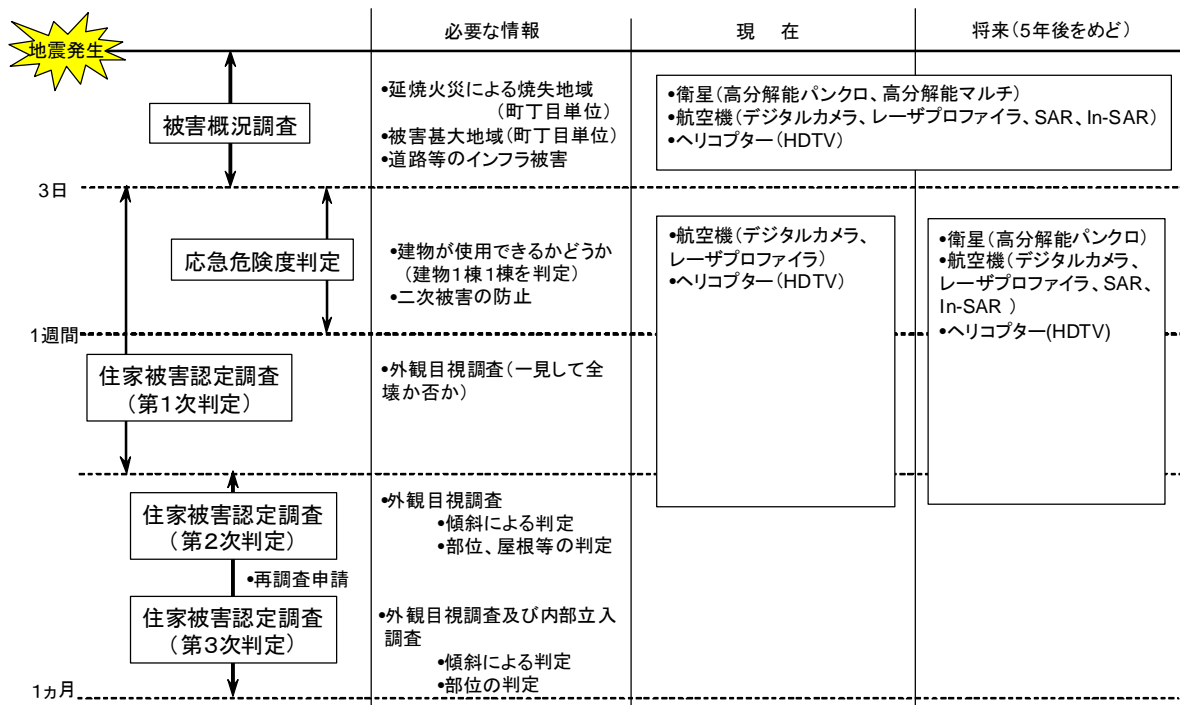 地震発生
必要な情報
現 在
将来(5年後をめど)
被害概況調査
•延焼火災による焼失地域
(町丁目単位)
•被害甚大地域(町丁目単位)
•道路等のインフラ被害
•衛星(高分解能パンクロ、高分解能マルチ)
•航空機(デジタルカメラ、レーザプロファイラ、SAR、In-SAR)
•ヘリコプター(HDTV)
3日
応急危険度判定
•建物が使用できるかどうか
(建物1棟1棟を判定)
•二次被害の防止
•航空機(デジタルカメラ、
レーザプロファイラ)
•ヘリコプター(HDTV)
•衛星(高分解能パンクロ)
•航空機(デジタルカメラ、
レーザプロファイラ、SAR、
In-SAR )
•ヘリコプター(HDTV)
1週間
住家被害認定調査
(第1次判定)
•外観目視調査(一見して全
壊か否か)
住家被害認定調査
(第2次判定)
•外観目視調査
•傾斜による判定
•部位、屋根等の判定
•再調査申請
住家被害認定調査
(第3次判定)
•外観目視調査及び内部立入
調査
•傾斜による判定
•部位の判定
1ヵ月